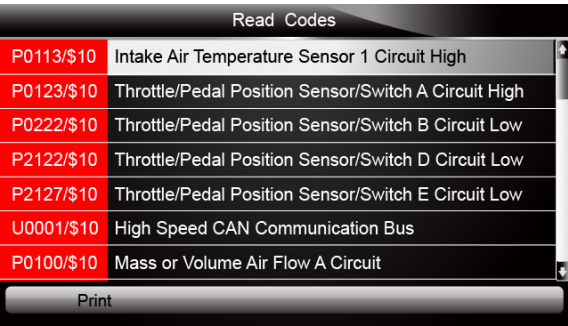 Read Codes
P0113/$10 Intake Air Temperature Sensor 1 Circuit High
P0123/$10 Throttle/Pedal Position Sensor/Switch A Circuit High
P0222/$10 Throttle/Pedal Position Sensor/Switch B Circuit Low
P2122/$10 Throttle/Pedal Position Sensor/Switch D Circuit Low
P2127/$10 Throttle/Pedal Position Sensor/Switch E Circuit Low
U0001/$10 High Speed CAN Communication Bus
P0100/$10 Mass or Volume Air Flow A Circuit
Print